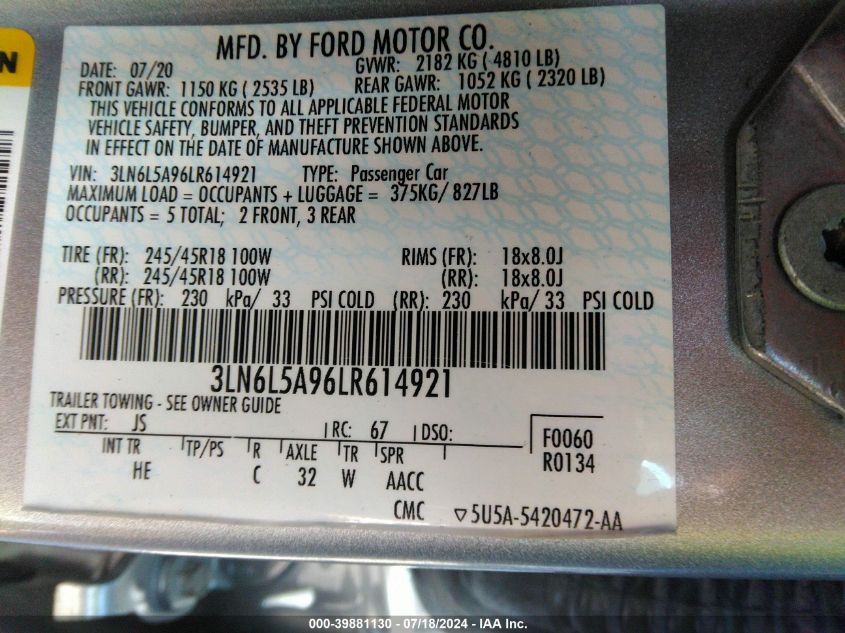 N
MFD. BY FORD MOTOR CO.
DATE: 07/20 GVWR: 2182 KG ( 4810 LB)
FRONT GAWR: 1150 KG ( 2535 LB) REAR GAWR: 1052 KG ( 2320 LB)
THIS VEHICLE CONFORMS TO ALL APPLICABLE FEDERAL MOTOR
VEHICLE SAFETY, BUMPER, AND THEFT PREVENTION STANDARDS
IN EFFECT ON THE DATE OF MANUFACTURE SHOWN ABOVE.
VIN: 3LN6L5A96LR614921 TYPE: Passenger Car
MAXIMUM LOAD = OCCUPANTS + LUGGAGE = 375KG/ 827LB
OCCUPANTS = 5 TOTAL; 2 FRONT, 3 REAR
TIRE (FR): 245/45R18 100W RIMS (FR): 18x8.0J
(RR): 245/45R18 100W (RR): 18x8.0J
PRESSURE (FR): 230 kPa/ 33 PSI COLD (RR): 230 kPa/ 33 PSI COLD
3LN6L5A96LR614921
TRAILER TOWING - SEE OWNER GUIDE
EXT PNT: JS RC: 67 DSO: F0060
INT TR TP/PS R AXLE TR SPR R0134
HE C 32 W AACC
CMC ▽5U5A-5420472-AA
000-39881130 - 07/18/2024 - IAA Inc.